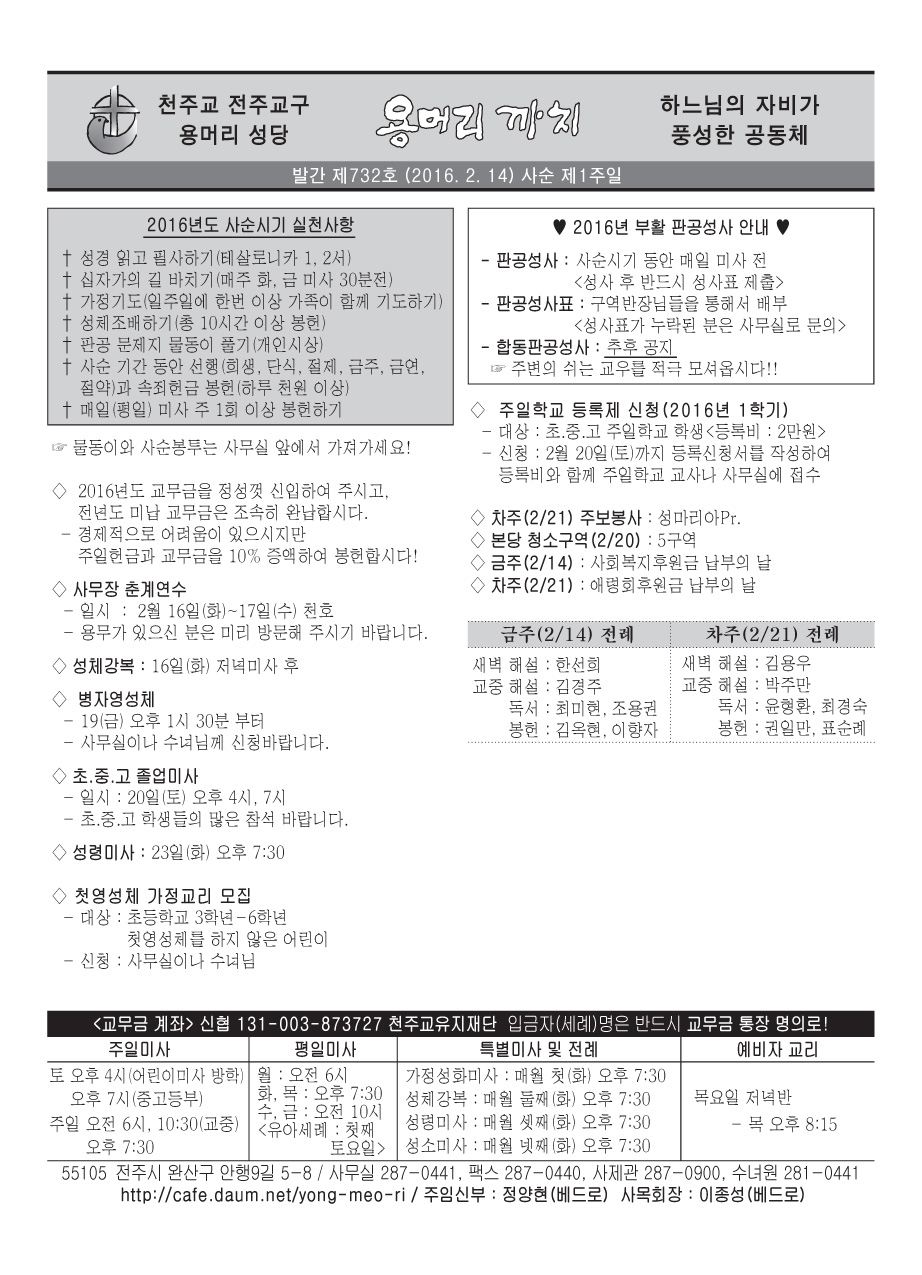 천주교 전주교구
용머리 성당
용머리 까치
하느님의 자비가
풍성한 공동체
발간 제732호 (2016. 2. 14) 사순 제1주일
2016년도 사순시기 실천사항
† 성경 읽고 필사하기(테살로니카 1, 2서)
† 십자가의 길 바치기(매주 화, 금 미사 30분전)
† 가정기도(일주일에 한번 이상 가족이 함께 기도하기)
† 성체조배하기(총 10시간 이상 봉헌)
† 판공 문제지 물동이 풀기(개인시상)
† 사순 기간 동안 선행(희생, 단식, 절제, 금주, 금연,
절약)과 속죄헌금 봉헌(하루 천원 이상)
† 매일(평일) 미사 주 1회 이상 봉헌하기
☞ 물동이와 사순봉투는 사무실 앞에서 가져가세요!
◇ 2016년도 교무금을 정성껏 신입하여 주시고,
전년도 미납 교무금은 조속히 완납합시다.
- 경제적으로 어려움이 있으시지만
주일헌금과 교무금을 10% 증액하여 봉헌합시다!
◇ 사무장 춘계연수
- 일시 : 2월 16일(화)~17일(수) 천호
- 용무가 있으신 분은 미리 방문해 주시기 바랍니다.
◇ 성체강복 : 16일(화) 저녁미사 후
◇ 병자영성체
- 19(금) 오후 1시 30분 부터
- 사무실이나 수녀님께 신청바랍니다.
◇ 초.중.고 졸업미사
- 일시 : 20일(토) 오후 4시, 7시
- 초.중.고 학생들의 많은 참석 바랍니다.
◇ 성령미사 : 23일(화) 오후 7:30
◇ 첫영성체 가정교리 모집
- 대상 : 초등학교 3학년-6학년
첫영성체를 하지 않은 어린이
- 신청 : 사무실이나 수녀님
♥ 2016년 부활 판공성사 안내 ♥
- 판공성사 : 사순시기 동안 매일 미사 전
<성사 후 반드시 성사표 제출>
- 판공성사표 : 구역반장님들을 통해서 배부
<성사표가 누락된 분은 사무실로 문의>
- 합동판공성사 : 추후 공지
☞ 주변의 쉬는 교우를 적극 모셔옵시다!!
◇ 주일학교 등록제 신청(2016년 1학기)
- 대상 : 초.중.고 주일학교 학생<등록비 : 2만원>
- 신청 : 2월 20일(토)까지 등록신청서를 작성하여
등록비와 함께 주일학교 교사나 사무실에 접수
◇ 차주(2/21) 주보봉사 : 성마리아Pr.
◇ 본당 청소구역(2/20) : 5구역
◇ 금주(2/14) : 사회복지후원금 납부의 날
◇ 차주(2/21) : 애령회후원금 납부의 날
금주(2/14) 전례 차주(2/21) 전례
새벽 해설 : 한선희 새벽 해설 : 김용우
교중 해설 : 김경주 교중 해설 : 박주만
독서 : 최미현, 조용권 독서 : 윤형환, 최경숙
봉헌 : 김옥현, 이향자 봉헌 : 권일만, 표순례
<교무금 계좌> 신협 131-003-873727 천주교유지재단 입금자(세례)명은 반드시 교무금 통장 명의로!
주일미사 평일미사 특별미사 및 전례 예비자 교리
토 오후 4시(어린이미사 방학)
오후 7시(중고등부)
주일 오전 6시, 10:30(교중)
오후 7:30
월 : 오전 6시
화, 목 : 오후 7:30
수, 금 : 오전 10시
<유아세례 : 첫째
토요일>
가정성화미사 : 매월 첫(화) 오후 7:30
성체강복 : 매월 둘째(화) 오후 7:30
성령미사 : 매월 셋째(화) 오후 7:30
성소미사 : 매월 넷째(화) 오후 7:30
목요일 저녁반
- 목 오후 8:15
55105 전주시 완산구 안행9길 5-8 / 사무실 287-0441, 팩스 287-0440, 사제관 287-0900, 수녀원 281-0441
http://cafe.daum.net/yong-meo-ri / 주임신부 : 정양현(베드로) 사목회장 : 이종성(베드로)